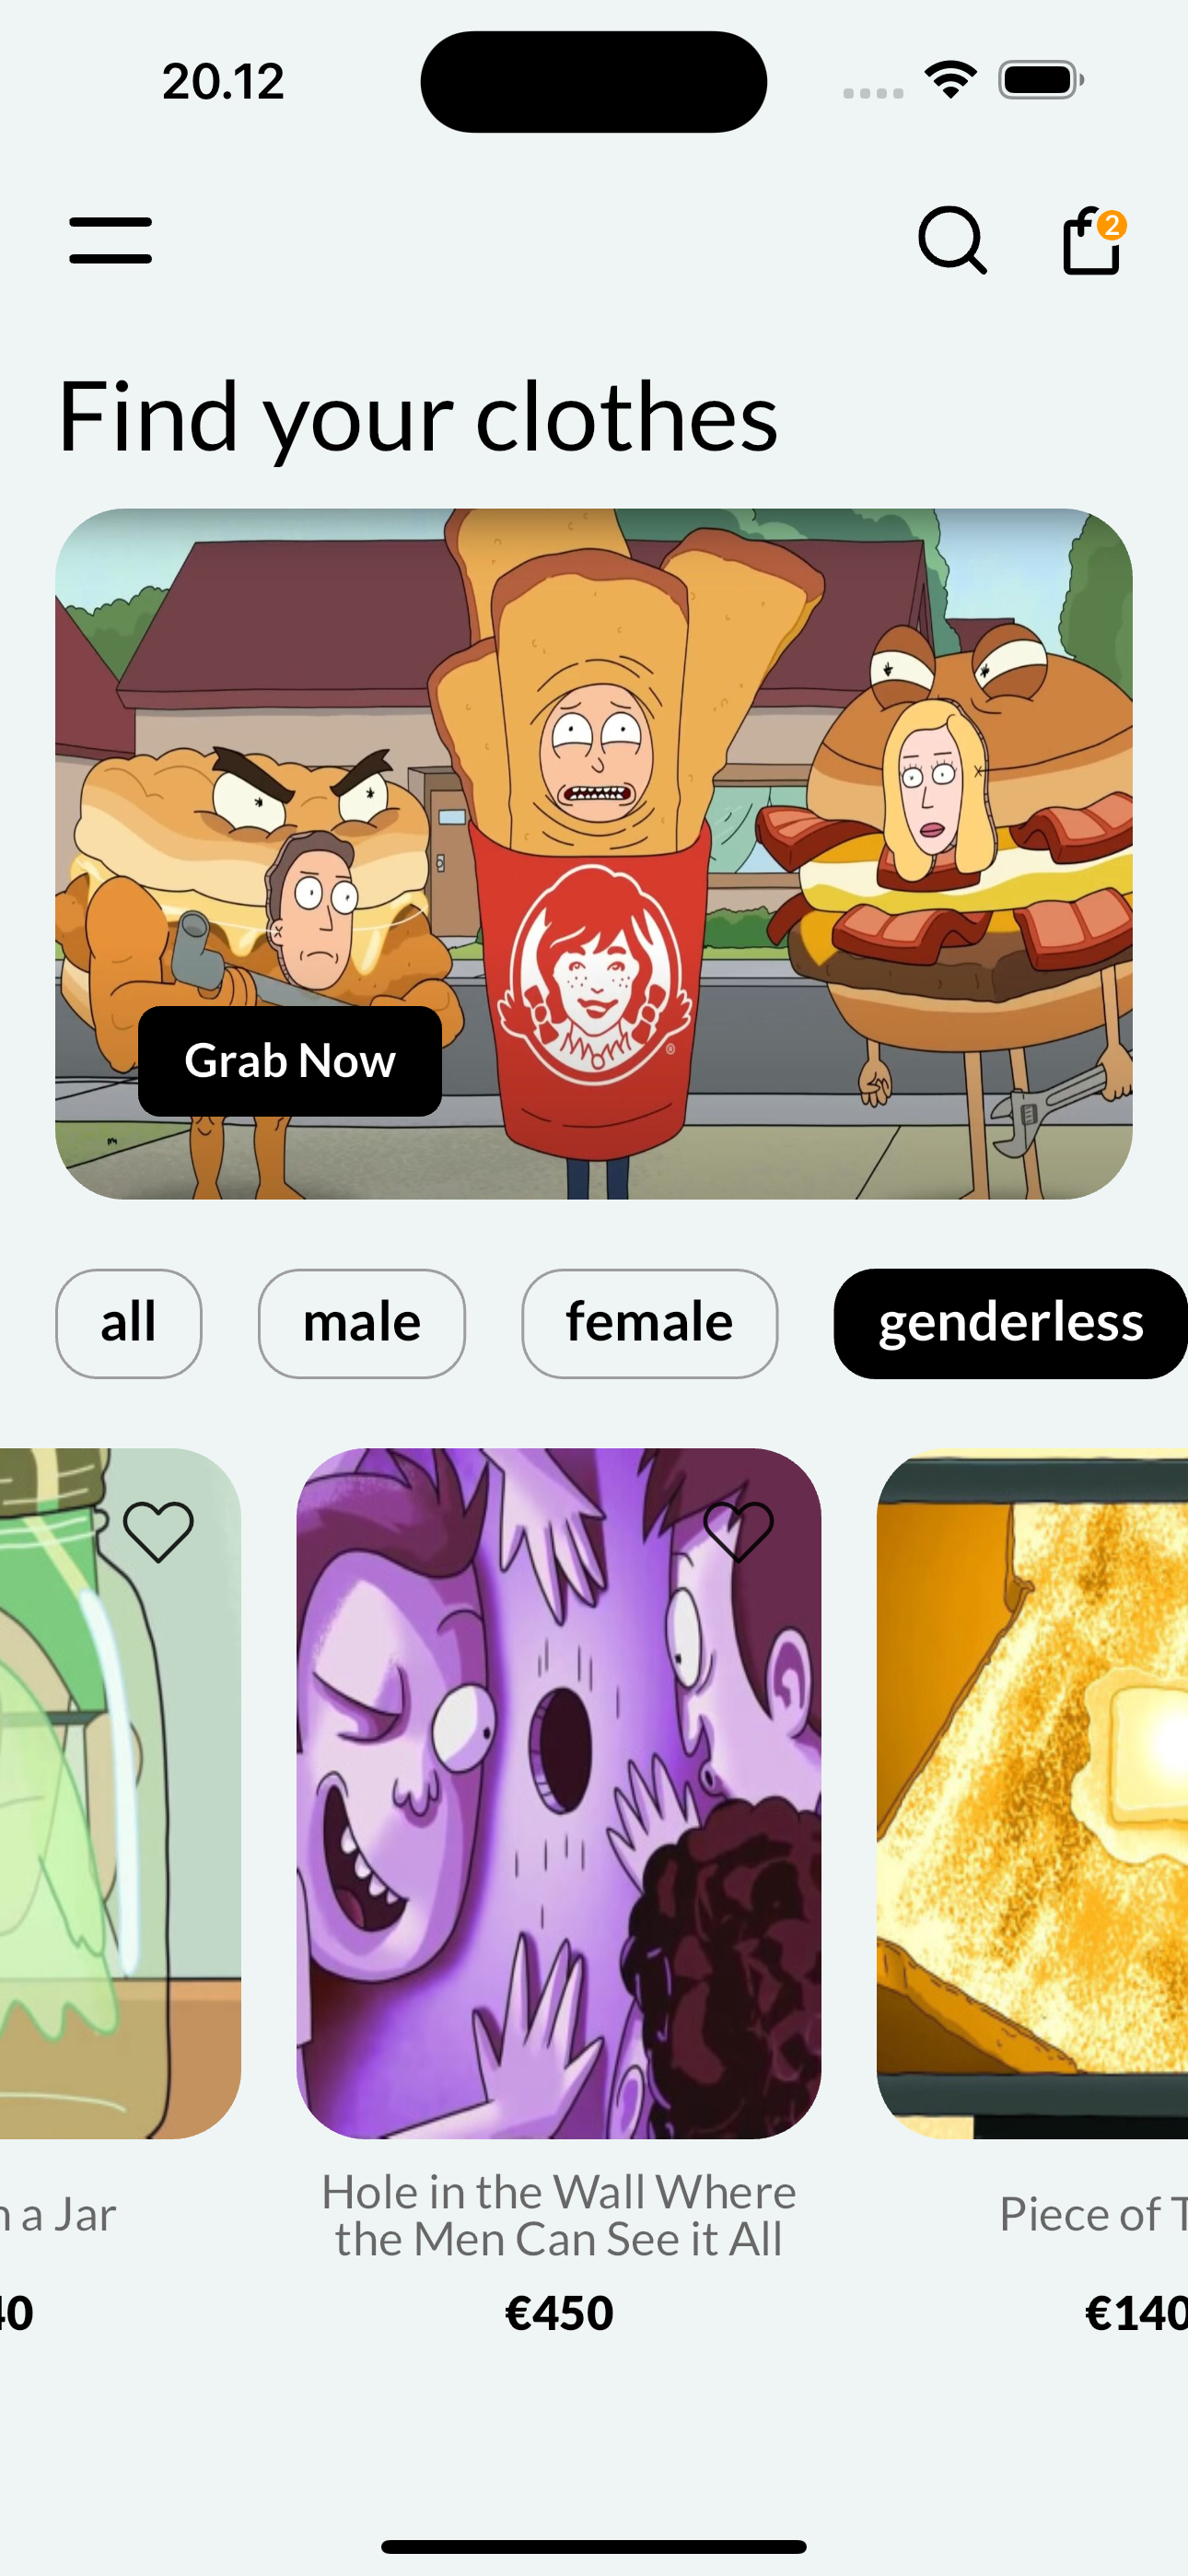 20.12
2
Find your clothes
Grab Now
all
male
female
genderless
a Jar
Hole in the Wall Where
the Men Can See it All
Piece of
40
€450
€140